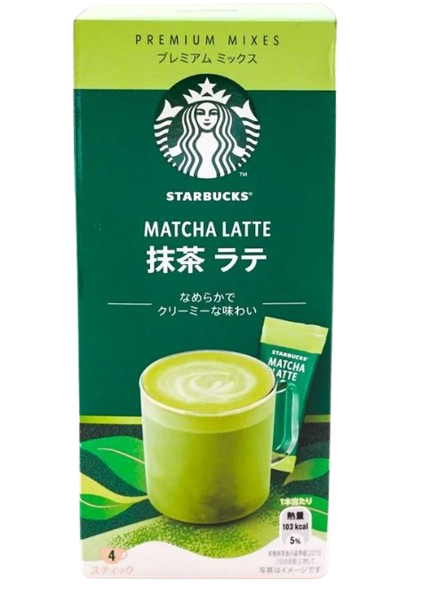 PREMIUM MIXES
プレミアム ミックス
TM
STARBUCKS®
MATCHA LATTE
抹茶 ラテ
なめらかで
クリーミーな味わい
STARBUCKS
MATCHA
LATTE
1本当たり
熱量
103 kcal
5%
4
スティック
写真はイメージです